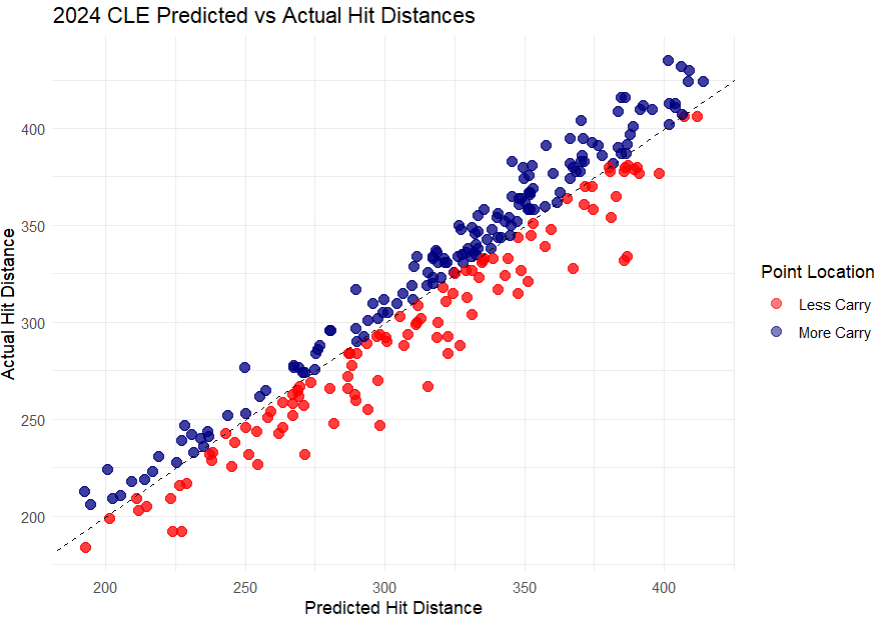 2024 CLE Predicted vs Actual Hit Distances
Actual Hit Distance
400
350
300
250
200
200 250 300 350 400
Predicted Hit Distance
Point Location
Less Carry
More Carry